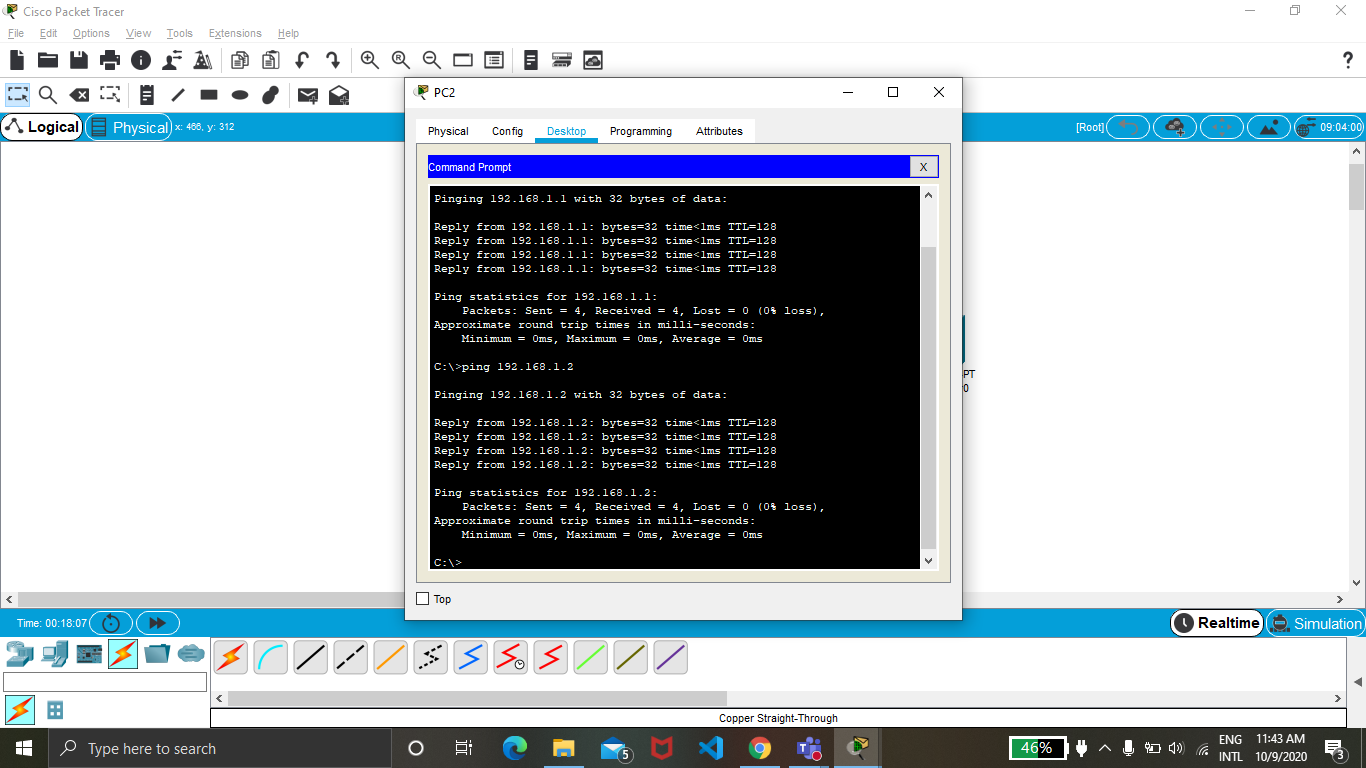 Cisco Packet Tracer
File Edit Options View Tools Extensions Help
?
PC2
Logical Physical x: 466, y: 312
[Root] 09:04:00
Physical Config Desktop Programming Attributes
Command Prompt X
Pinging 192.168.1.1 with 32 bytes of data:
Reply from 192.168.1.1: bytes=32 time<1ms TTL=128
Reply from 192.168.1.1: bytes=32 time<1ms TTL=128
Reply from 192.168.1.1: bytes=32 time<1ms TTL=128
Reply from 192.168.1.1: bytes=32 time<1ms TTL=128
Ping statistics for 192.168.1.1:
Packets: Sent = 4, Received = 4, Lost = 0 (0% loss),
Approximate round trip times in milli-seconds:
Minimum = 0ms, Maximum = 0ms, Average = 0ms
C:\>ping 192.168.1.2
Pinging 192.168.1.2 with 32 bytes of data:
Reply from 192.168.1.2: bytes=32 time<1ms TTL=128
Reply from 192.168.1.2: bytes=32 time<1ms TTL=128
Reply from 192.168.1.2: bytes=32 time<1ms TTL=128
Reply from 192.168.1.2: bytes=32 time<1ms TTL=128
Ping statistics for 192.168.1.2:
Packets: Sent = 4, Received = 4, Lost = 0 (0% loss),
Approximate round trip times in milli-seconds:
Minimum = 0ms, Maximum = 0ms, Average = 0ms
C:\>
PT
0
Top
Time: 00:18:07
Realtime Simulation
Copper Straight-Through
Type here to search
5
46%
ENG
INTL
11:43 AM
10/9/2020
3